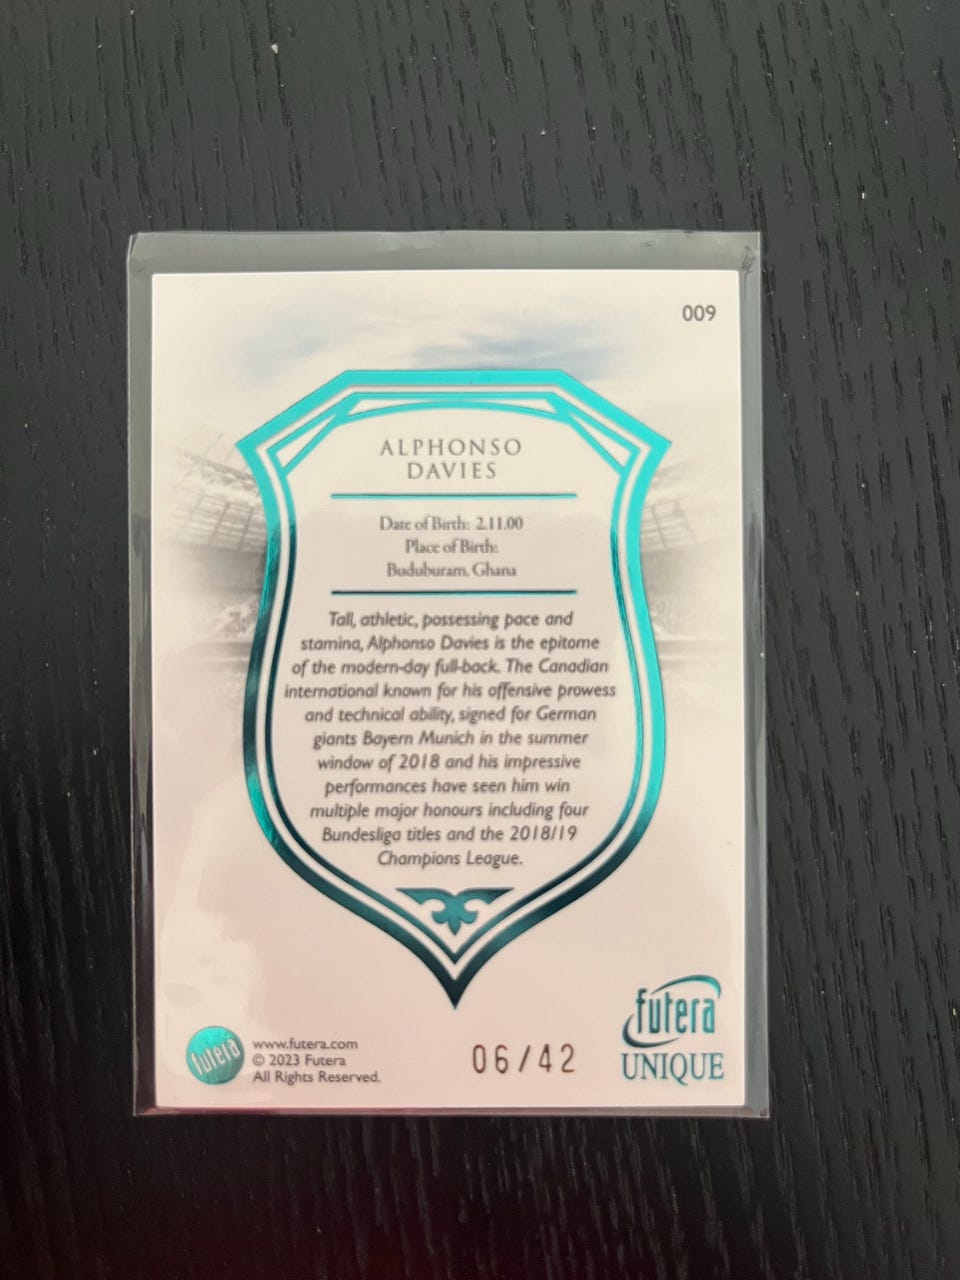 009
ALPHONSO
DAVIES
Date of Birth: 2.11.00
Place of Birth:
Buduburam, Ghana
Tall, athletic, possessing pace and
stamina, Alphonso Davies is the epitome
of the modern-day full-back. The Canadian
international known for his offensive prowess
and technical ability, signed for German
giants Bayern Munich in the summer
window of 2018 and his impressive
performances have seen him win
multiple major honours including four
Bundesliga titles and the 2018/19
Champions League.
futera
www.futera.com
© 2023 Futera
All Rights Reserved.
06/42
futera
UNIQUE